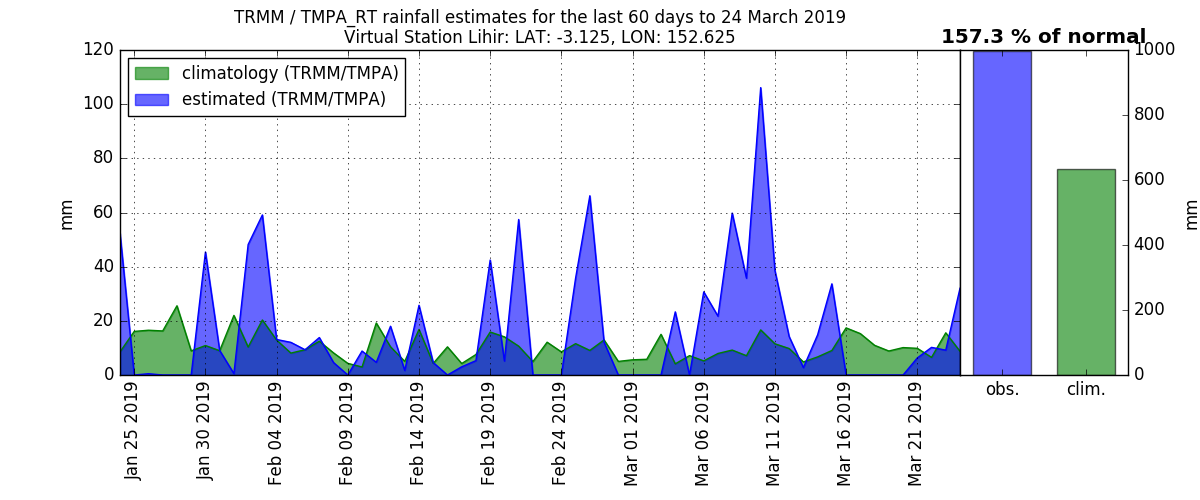 TRMM / TMPA_RT rainfall estimates for the last 60 days to 24 March 2019
Virtual Station Lihir: LAT: -3.125, LON: 152.625
157.3 % of normal
climatology (TRMM/TMPA)
estimated (TRMM/TMPA)
mm
120
100
80
60
40
20
0
Jan 25 2019
Jan 30 2019
Feb 04 2019
Feb 09 2019
Feb 14 2019
Feb 19 2019
Feb 24 2019
Mar 01 2019
Mar 06 2019
Mar 11 2019
Mar 16 2019
Mar 21 2019
obs.
clim.
1000
800
600
400
200
0
mm